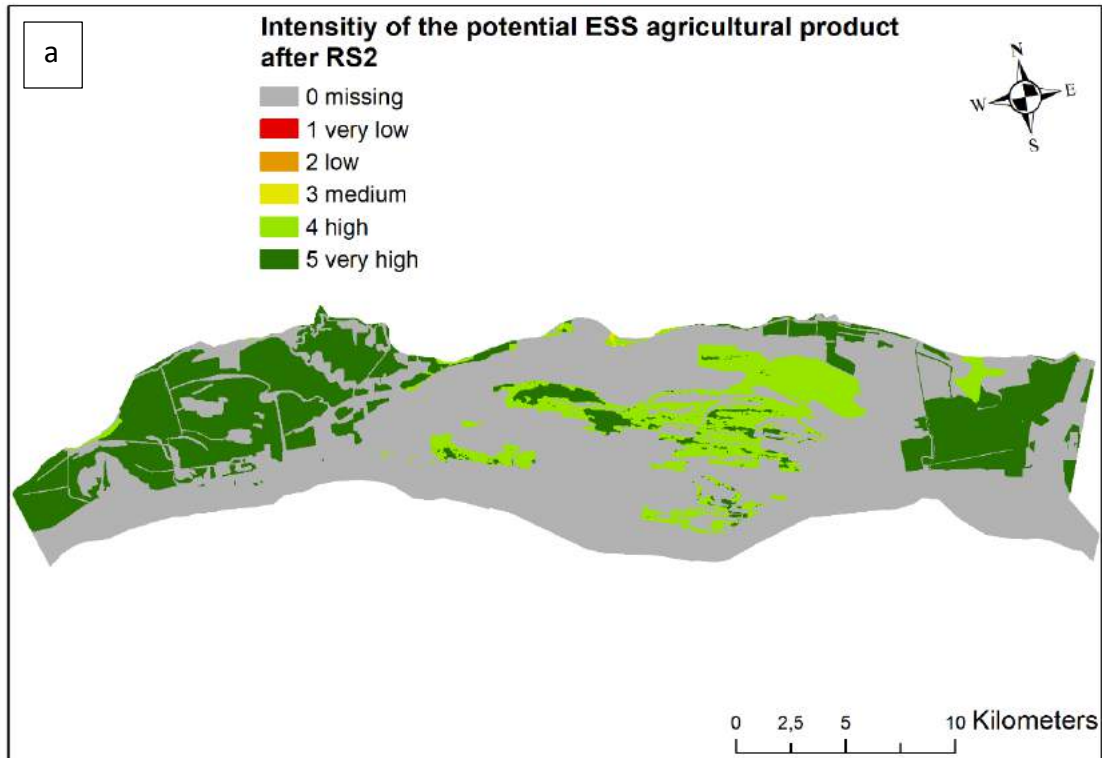 a
Intensitiy of the potential ESS agricultural product
after RS2
0 missing
1 very low
2 low
3 medium
4 high
5 very high
N
W E
S
0 2,5 5 10 Kilometers